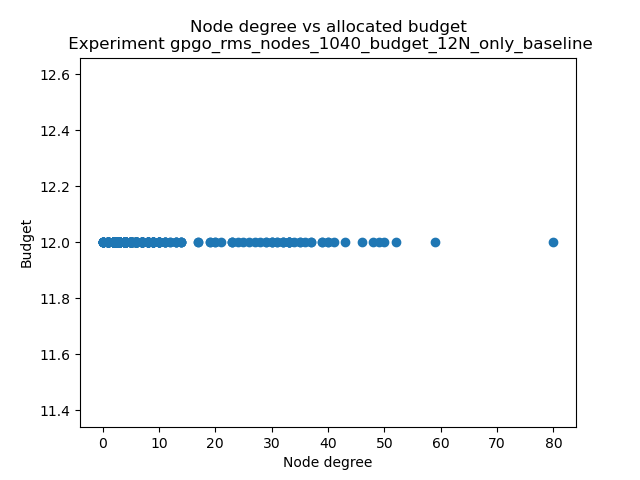 Node degree vs allocated budget
Experiment gpgo_rms_nodes_1040_budget_12N_only_baseline
12.6
12.4
12.2
12.0
11.8
11.6
11.4
Budget
0 10 20 30 40 50 60 70 80
Node degree